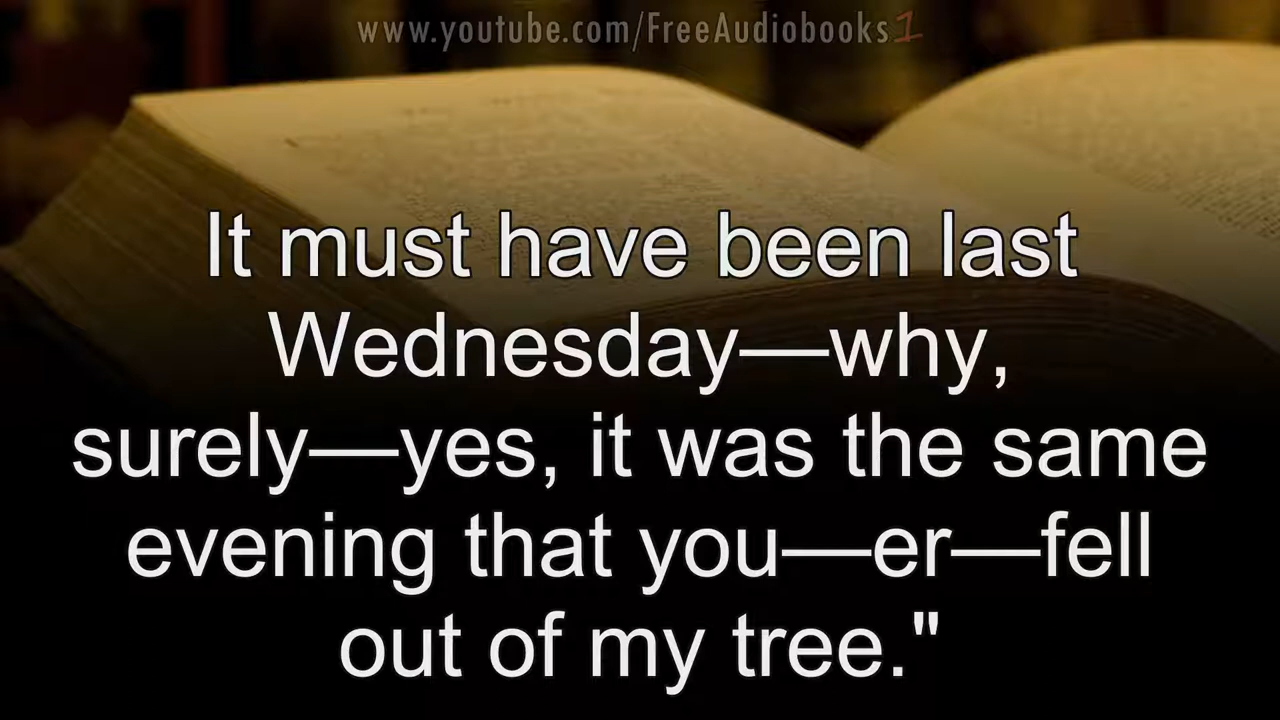 www.youtube.com/FreeAudiobooks1
It must have been last
Wednesday—why,
surely—yes, it was the same
evening that you—er—fell
out of my tree."